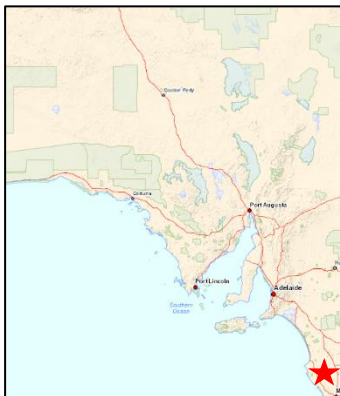 Coober Pedy
Port Augusta
Ceduna
Port Lincoln
Adelaide
Southern
Ocean